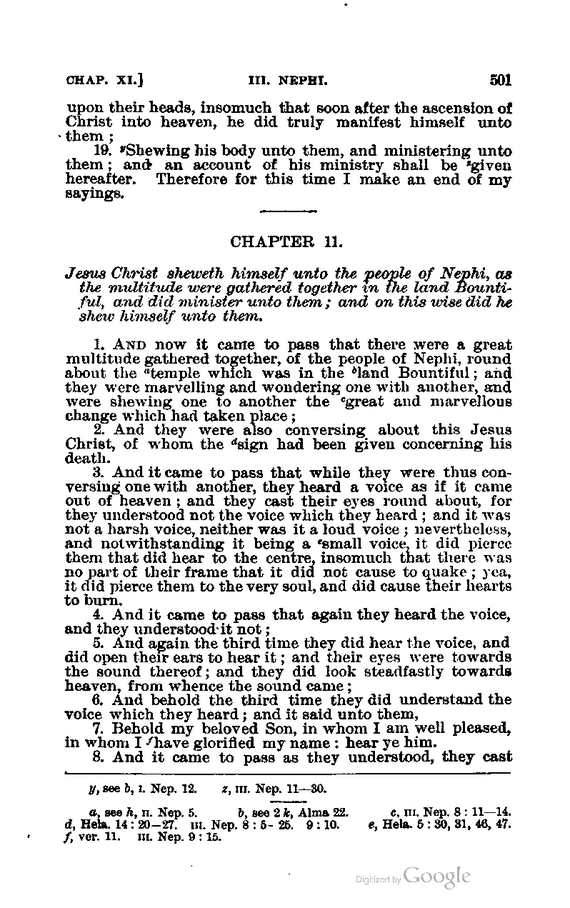 CHAP. XI.] III. NEPHI. 501
upon their heads, insomuch that soon after the ascension of
Christ into heaven, he did truly manifest himself unto
them;
19. ʸShewing his body unto them, and ministering unto
them; and an account of his ministry shall be ᶻgiven
hereafter. Therefore for this time I make an end of my
sayings.
CHAPTER 11.
Jesus Christ sheweth himself unto the people of Nephi, as
the multitude were gathered together in the land Bounti-
ful, and did minister unto them; and on this wise did he
shew himself unto them.
1. AND now it came to pass that there were a great
multitude gathered together, of the people of Nephi, round
about the ᵃtemple which was in the ᵇland Bountiful; and
they were marvelling and wondering one with another, and
were shewing one to another the ᶜgreat and marvellous
change which had taken place;
2. And they were also conversing about this Jesus
Christ, of whom the ᵈsign had been given concerning his
death.
3. And it came to pass that while they were thus con-
versing one with another, they heard a voice as if it came
out of heaven; and they cast their eyes round about, for
they understood not the voice which they heard; and it was
not a harsh voice, neither was it a loud voice; nevertheless,
and notwithstanding it being a ᵉsmall voice, it did pierce
them that did hear to the centre, insomuch that there was
no part of their frame that it did not cause to quake; yea,
it did pierce them to the very soul, and did cause their hearts
to burn.
4. And it came to pass that again they heard the voice,
and they understood it not;
5. And again the third time they did hear the voice, and
did open their ears to hear it; and their eyes were towards
the sound thereof; and they did look steadfastly towards
heaven, from whence the sound came;
6. And behold the third time they did understand the
voice which they heard; and it said unto them,
7. Behold my beloved Son, in whom I am well pleased,
in whom I ᶠhave glorified my name: hear ye him.
8. And it came to pass as they understood, they cast
y, see b, I. Nep. 12. z, III. Nep. 11—30.
a, see h, II. Nep. 5. b, see 2 k, Alma 22. c, III. Nep. 8: 11—14.
d, Hela. 14: 20—27. III. Nep. 8: 5-25. 9: 10. e, Hela. 5: 30, 31, 46, 47.
f, ver. 11. III. Nep. 9: 15.
Digitized by Google